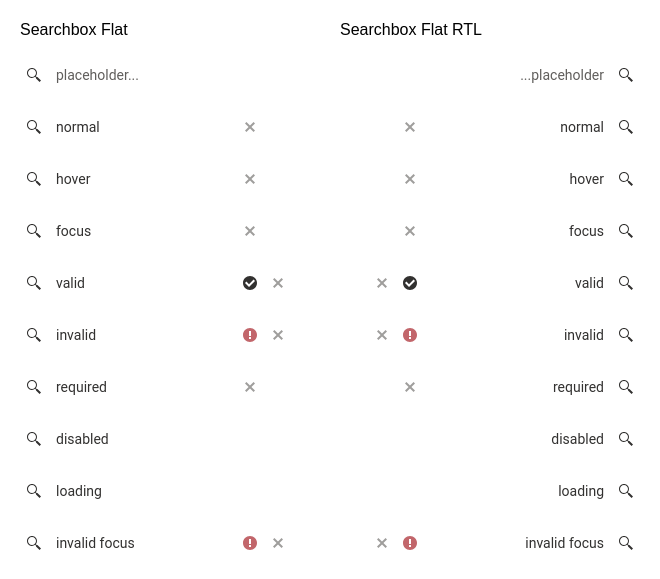 Searchbox Flat
placeholder...
normal
hover
focus
valid
invalid
required
disabled
loading
invalid focus
Searchbox Flat RTL
...placeholder
normal
hover
focus
valid
invalid
required
disabled
loading
invalid focus